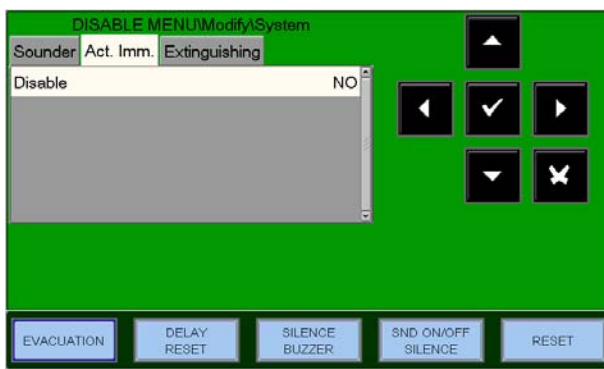 DISABLE MENU\Modify\System
Sounder Act. Imm. Extinguishing
Disable NO
EVACUATION
DELAY
RESET
SILENCE
BUZZER
SND ON/OFF
SILENCE
RESET